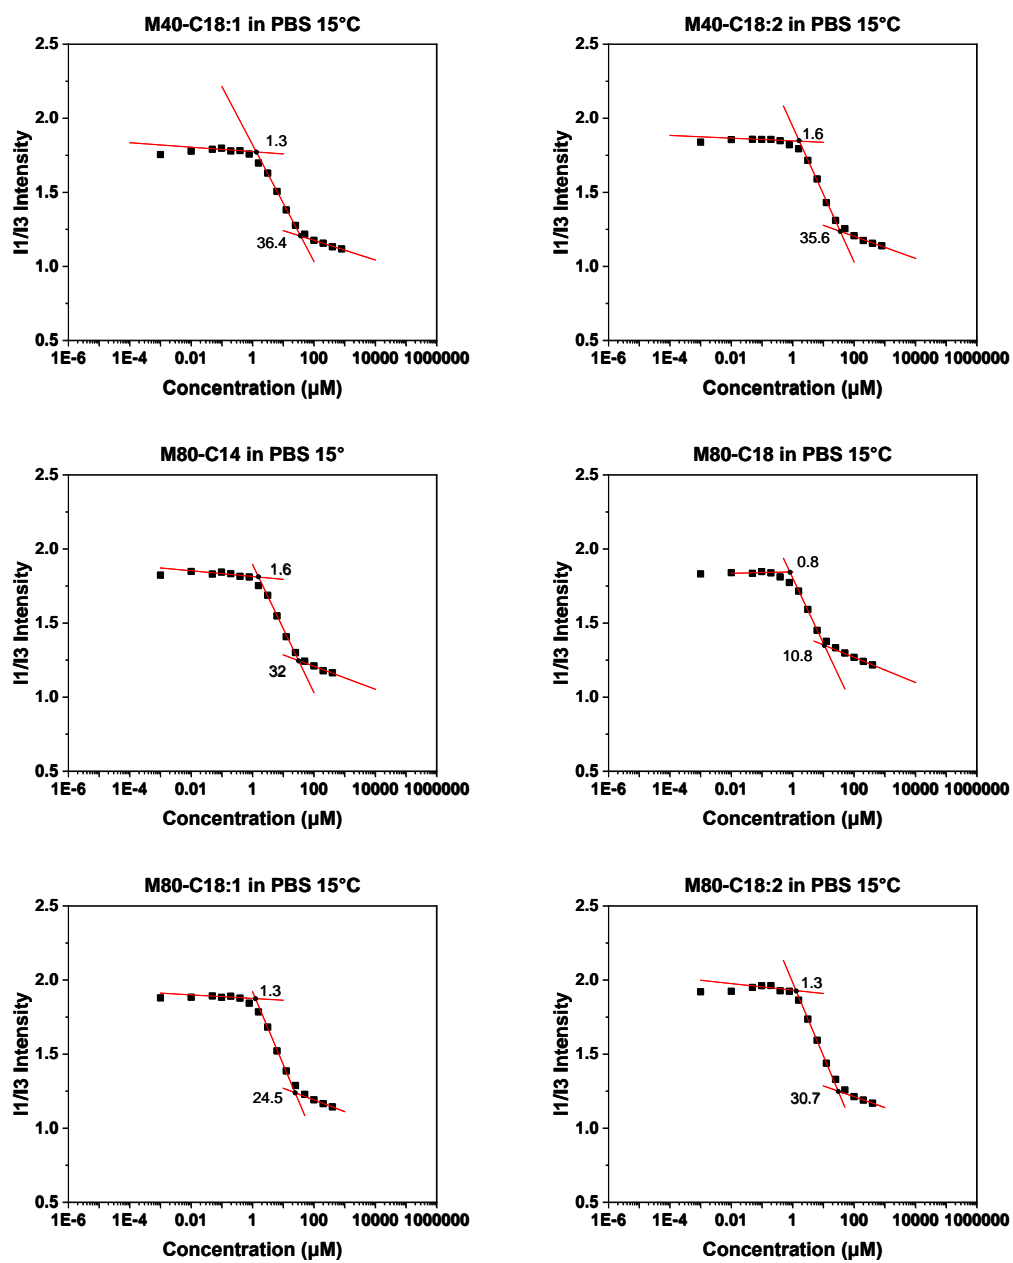 M40-C18:1 in PBS 15°C
2.5
2.0
1.5
1.0
0.5
I1/I3 Intensity
1.3
36.4
1E-6 1E-4 0.01 1 100 10000 1000000
Concentration (µM)
M40-C18:2 in PBS 15°C
2.5
2.0
1.5
1.0
0.5
I1/I3 Intensity
1.6
35.6
1E-6 1E-4 0.01 1 100 10000 1000000
Concentration (µM)
M80-C14 in PBS 15°
2.5
2.0
1.5
1.0
0.5
I1/I3 Intensity
1.6
32
1E-6 1E-4 0.01 1 100 10000 1000000
Concentration (µM)
M80-C18 in PBS 15°C
2.5
2.0
1.5
1.0
0.5
I1/I3 Intensity
0.8
10.8
1E-6 1E-4 0.01 1 100 10000 1000000
Concentration (µM)
M80-C18:1 in PBS 15°C
2.5
2.0
1.5
1.0
0.5
I1/I3 Intensity
1.3
24.5
1E-6 1E-4 0.01 1 100 10000 1000000
Concentration (µM)
M80-C18:2 in PBS 15°C
2.5
2.0
1.5
1.0
0.5
I1/I3 Intensity
1.3
30.7
1E-6 1E-4 0.01 1 100 10000 1000000
Concentration (µM)